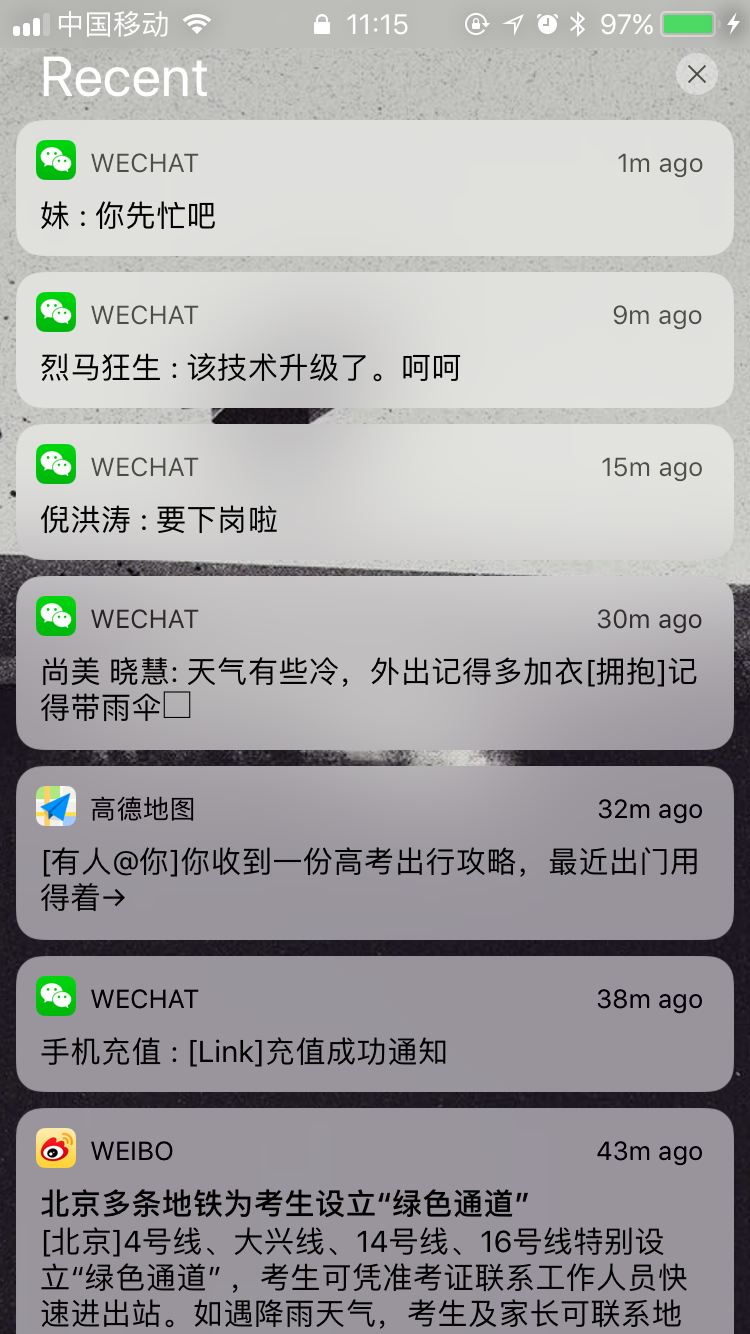 中国移动 11:15 97%
Recent
WECHAT 1m ago
妹 : 你先忙吧
WECHAT 9m ago
烈马狂生 : 该技术升级了。呵呵
WECHAT 15m ago
倪洪涛 : 要下岗啦
WECHAT 30m ago
尚美 晓慧: 天气有些冷，外出记得多加衣[拥抱]记
得带雨伞□
高德地图 32m ago
[有人@你]你收到一份高考出行攻略，最近出门用
得着→
WECHAT 38m ago
手机充值 : [Link]充值成功通知
WEIBO 43m ago
北京多条地铁为考生设立“绿色通道”
[北京]4号线、大兴线、14号线、16号线特别设
立“绿色通道” ，考生可凭准考证联系工作人员快
速进出站。如遇降雨天气，考生及家长可联系地